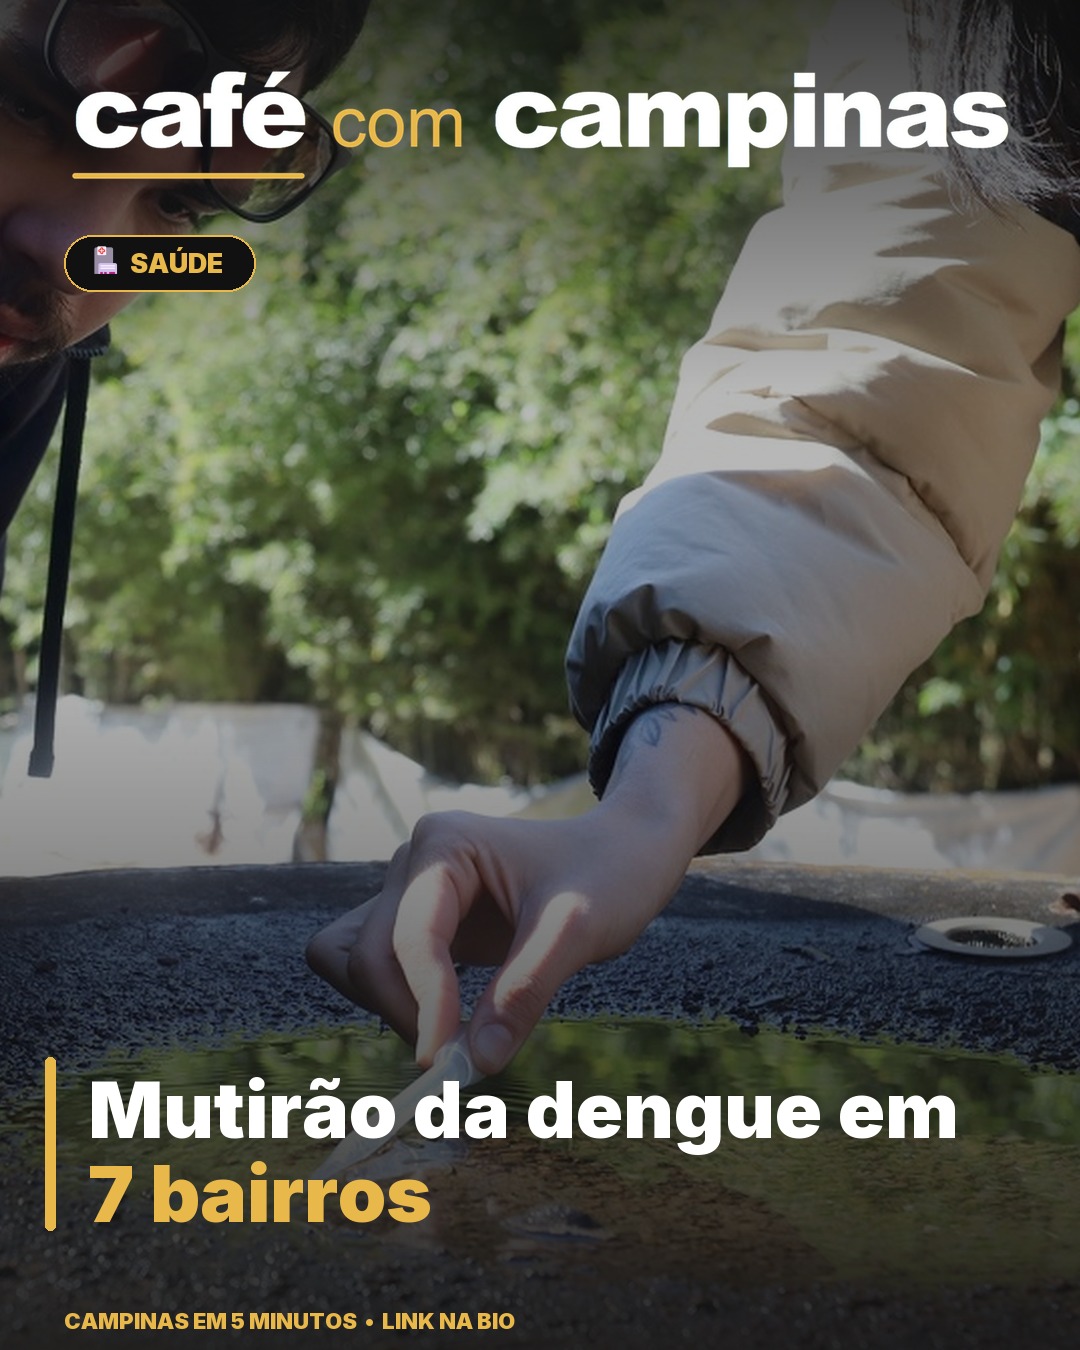 café com campinas
SAÚDE
Mutirão da dengue em
7 bairros
CAMPINAS EM 5 MINUTOS • LINK NA BIO